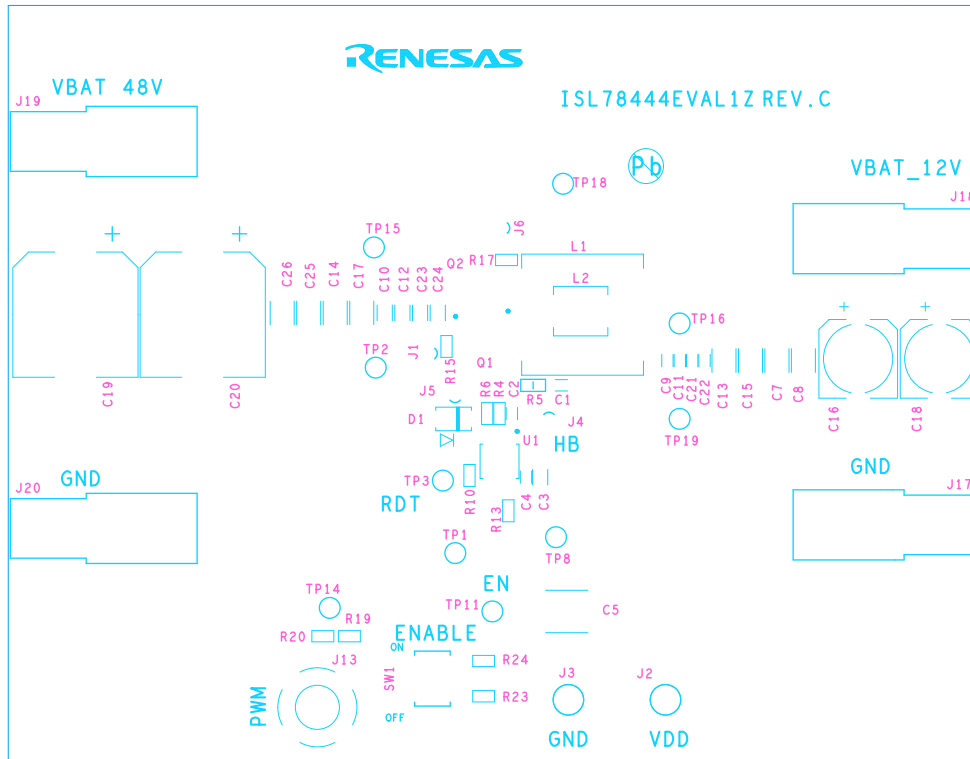 RENESAS
VBAT 48V
J19
ISL78444EVAL1Z REV.C
Pb
VBAT_12V
TP18
J18
TP15
J6
L1
R17
Q2
L2
C26
C25
C14
C17
C10
C12
C23
C24
TP16
TP2
J1
R15
Q1
C9
C11
C21
C22
C13
C15
C7
C8
C19
C20
J5
R6
R4
C2
R5
C1
C16
C18
D1
J4
U1
HB
TP19
GND
GND
J20
TP3
J17
RDT
R10
C4
C3
R13
TP1
TP8
EN
TP14
TP11
C5
R19
R20
ENABLE
ON
J13
SW1
R24
J3
J2
R23
PWM
OFF
GND
VDD